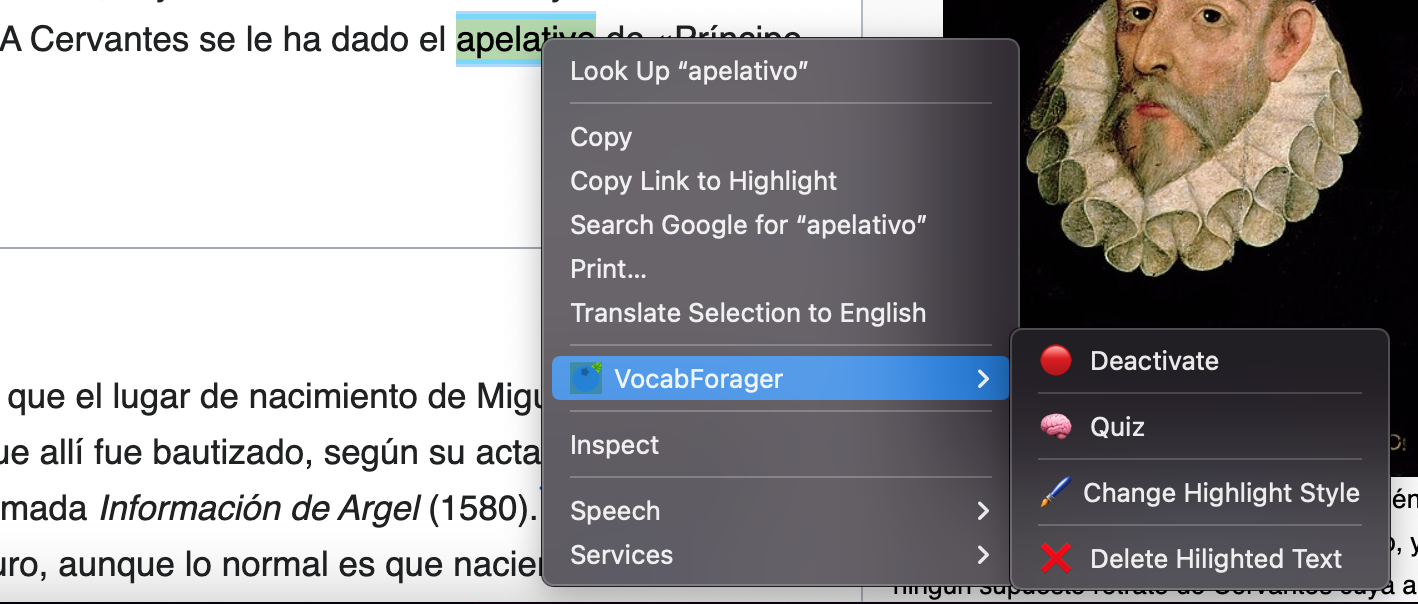 A Cervantes se le ha dado el apelativo de «Príncipe
Look Up “apelativo”
Copy
Copy Link to Highlight
Search Google for “apelativo”
Print...
Translate Selection to English
VocabForager
Inspect
Speech
Services
Deactivate
Quiz
Change Highlight Style
Delete Hilighted Text
que el lugar de nacimiento de Migu
ue allí fue bautizado, según su acta
mada Información de Argel (1580).
uro, aunque lo normal es que nacier
ningún supuesto retrato de Cervantes cuya a